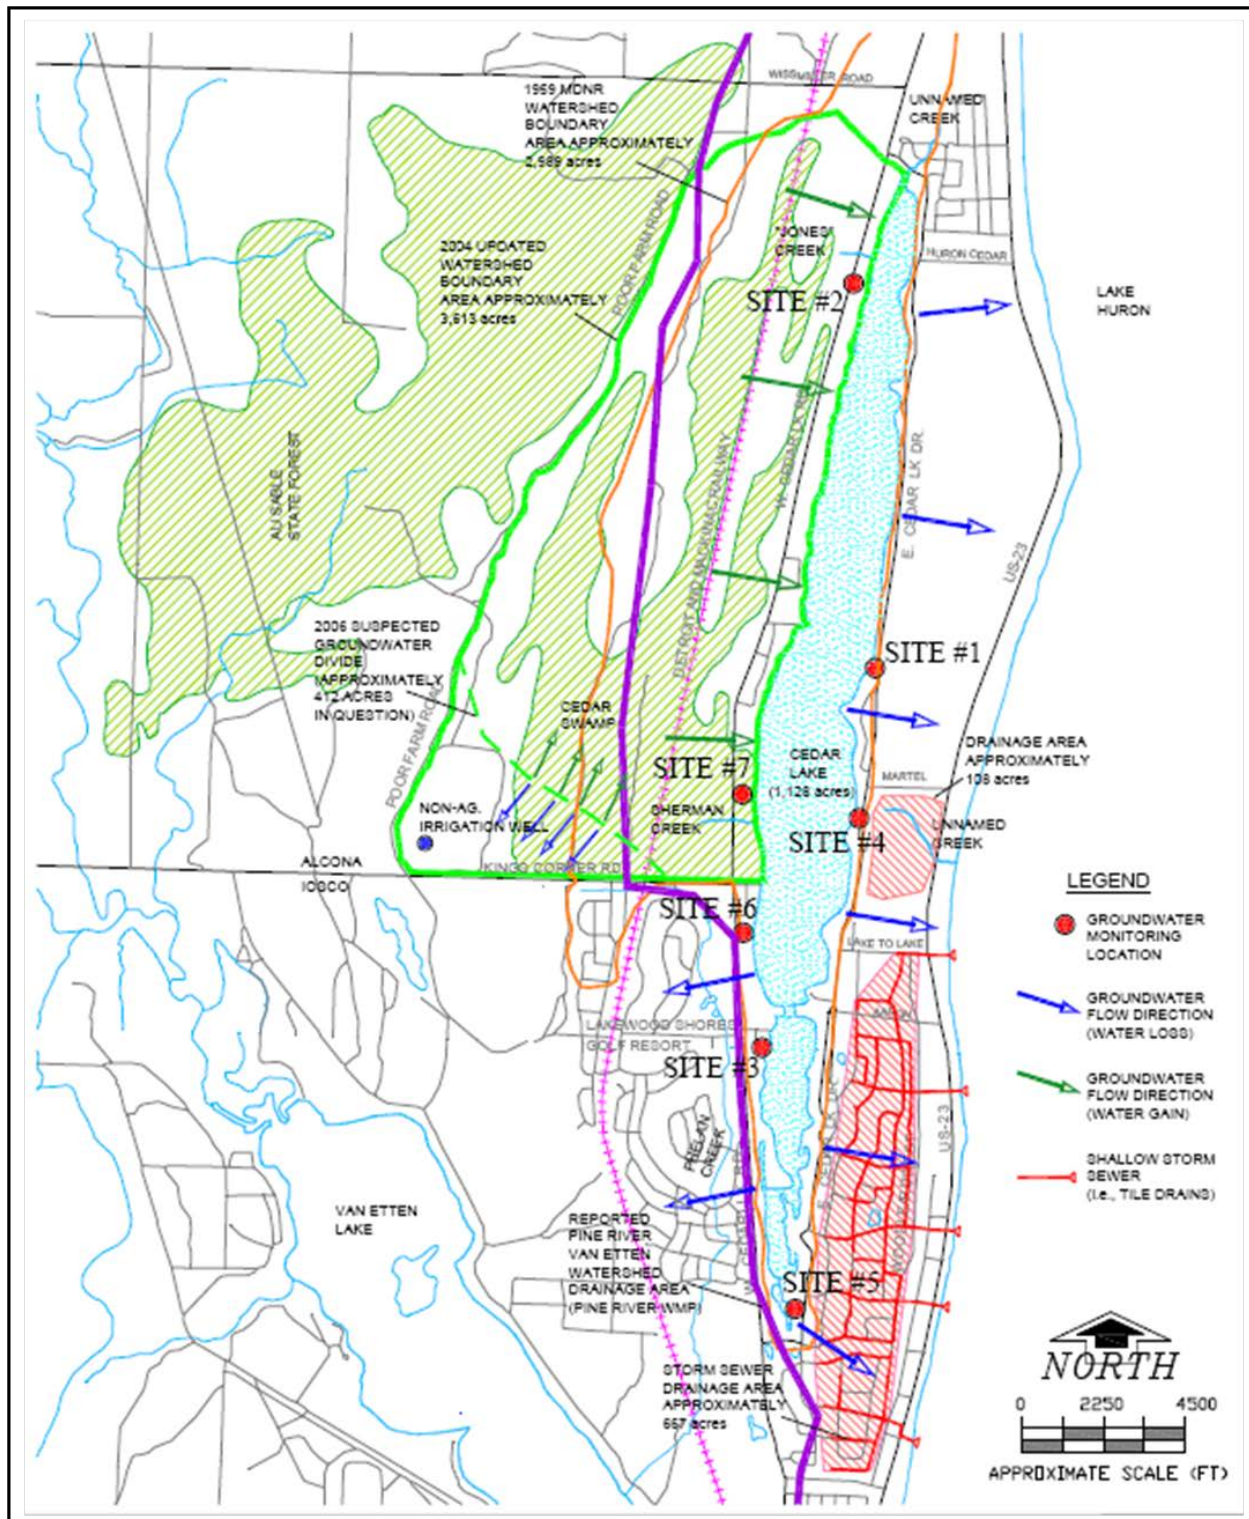 WISSMILLER ROAD
1959 MDNR
WATERSHED
BOUNDARY
AREA APPROXIMATELY
2,989 acres
UNNAMED
CREEK
2004 UPDATED
WATERSHED
BOUNDARY
AREA APPROXIMATELY
3,613 acres
POOR FARM ROAD
"JONES"
CREEK
HURON CEDAR
SITE #2
LAKE
HURON
AU SABLE
STATE FOREST
DETROIT AND MACKINAC RAILWAY
E. CEDAR LK DR.
US-23
2006 SUSPECTED
GROUNDWATER
DIVIDE
(APPROXIMATELY
412 ACRES
IN QUESTION)
POOR FARM ROAD
CEDAR
SWAMP
SITE #1
DRAINAGE AREA
APPROXIMATELY
108 acres
CEDAR
LAKE
(1,128 acres)
MARTEL
SITE #7
SHERMAN
CREEK
NON-AG.
IRRIGATION WELL
SITE #4
UNNAMED
CREEK
ALCONA
IOSCO
KINGS CORNER RD
SITE #6
LAKE TO LAKE
LAKEWOOD SHORES
GOLF RESORT
SITE #3
PHELAN
CREEK
US-23
VAN ETTEN
LAKE
REPORTED
PINE RIVER
VAN ETTEN
WATERSHED
DRAINAGE AREA
(PINE RIVER WMP)
SITE #5
STORM SEWER
DRAINAGE AREA
APPROXIMATELY
667 acres
LEGEND
GROUNDWATER
MONITORING
LOCATION
GROUNDWATER
FLOW DIRECTION
(WATER LOSS)
GROUNDWATER
FLOW DIRECTION
(WATER GAIN)
SHALLOW STORM
SEWER
(i.e., TILE DRAINS)
NORTH
0 2250 4500
APPROXIMATE SCALE (FT)